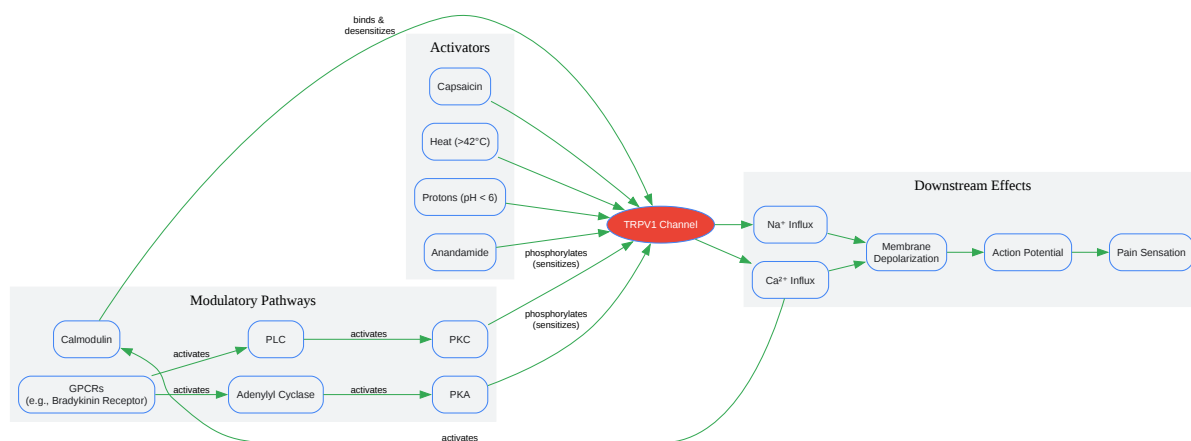 binds &
desensitizes
Activators
Capsaicin
Heat (>42°C)
Protons (pH < 6)
Anandamide
TRPV1 Channel
phosphorylates
(sensitizes)
phosphorylates
(sensitizes)
Downstream Effects
Na⁺ Influx
Ca²⁺ Influx
Membrane
Depolarization
Action Potential
Pain Sensation
Modulatory Pathways
Calmodulin
PLC
activates
PKC
activates
GPCRs
(e.g., Bradykinin Receptor)
activates
Adenylyl Cyclase
activates
PKA
activates